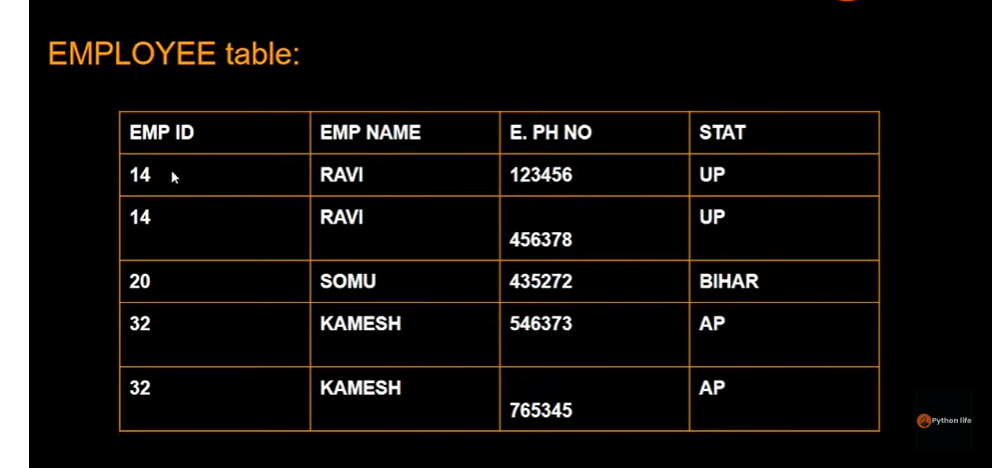 EMPLOYEE table:
EMP ID EMP NAME E. PH NO STAT
14 RAVI 123456 UP
14 RAVI 456378 UP
20 SOMU 435272 BIHAR
32 KAMESH 546373 AP
32 KAMESH 765345 AP
Python life